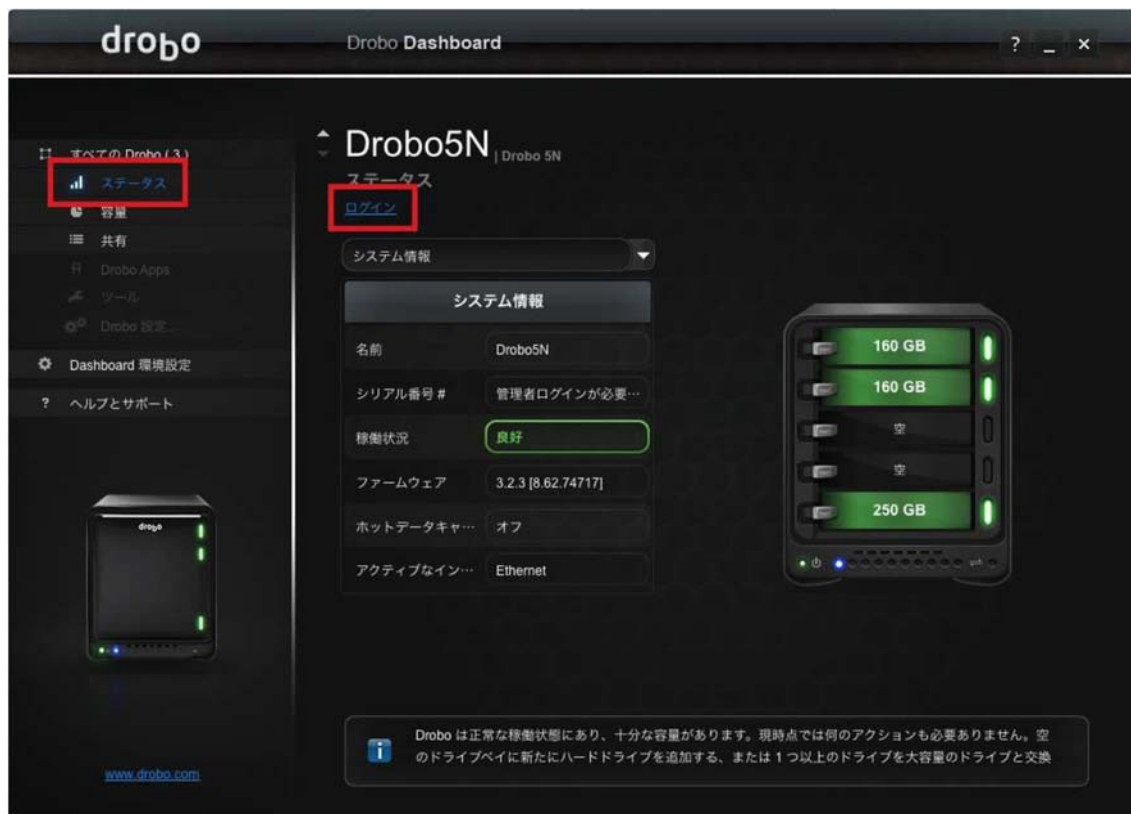 drobo
Drobo Dashboard
? _ ×
すべての Drobo ( 3 )
ステータス
容量
共有
Drobo Apps
ツール
Drobo 設定...
Dashboard 環境設定
? ヘルプとサポート
drobo
www.drobo.com
Drobo5N | Drobo 5N
ステータス
ログイン
システム情報
システム情報
名前 Drobo5N
シリアル番号 # 管理者ログインが必要…
稼働状況 良好
ファームウェア 3.2.3 [8.62.74717]
ホットデータキャ… オフ
アクティブなイン… Ethernet
160 GB
160 GB
空
空
250 GB
Drobo は正常な稼働状態にあり、十分な容量があります。現時点では何のアクションも必要ありません。空
のドライブベイに新たにハードドライブを追加する、または 1 つ以上のドライブを大容量のドライブと交換